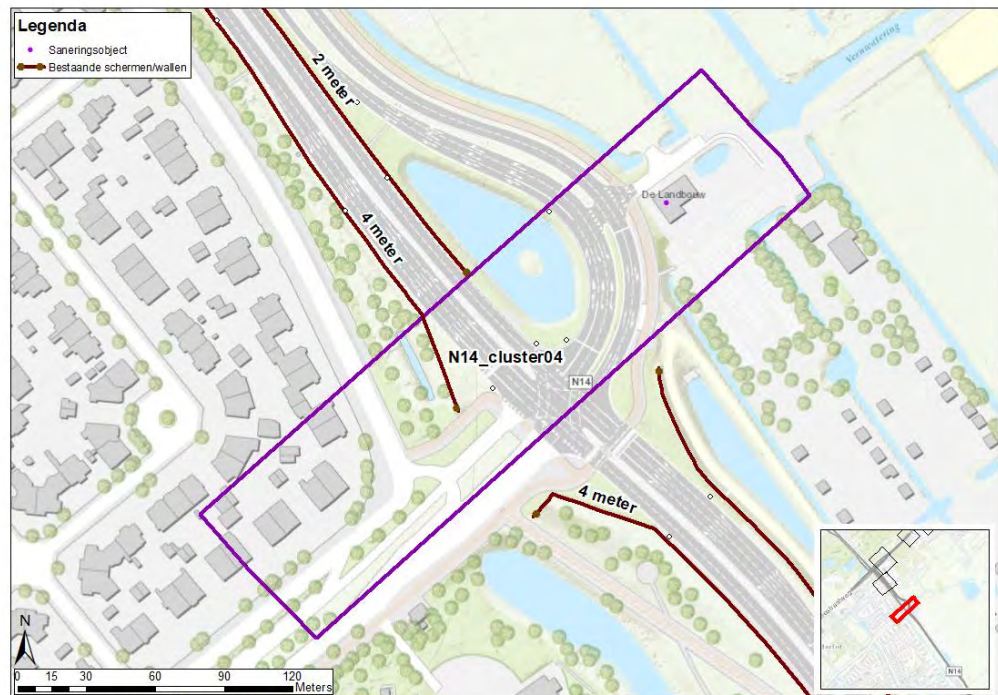 Legenda
Saneringsobject
Bestaande schermen/wallen
2 meter
Veenwatering
De Landbouw
4 meter
N14_cluster04
N14
4 meter
N
0 15 30 60 90 120
Meters
N14